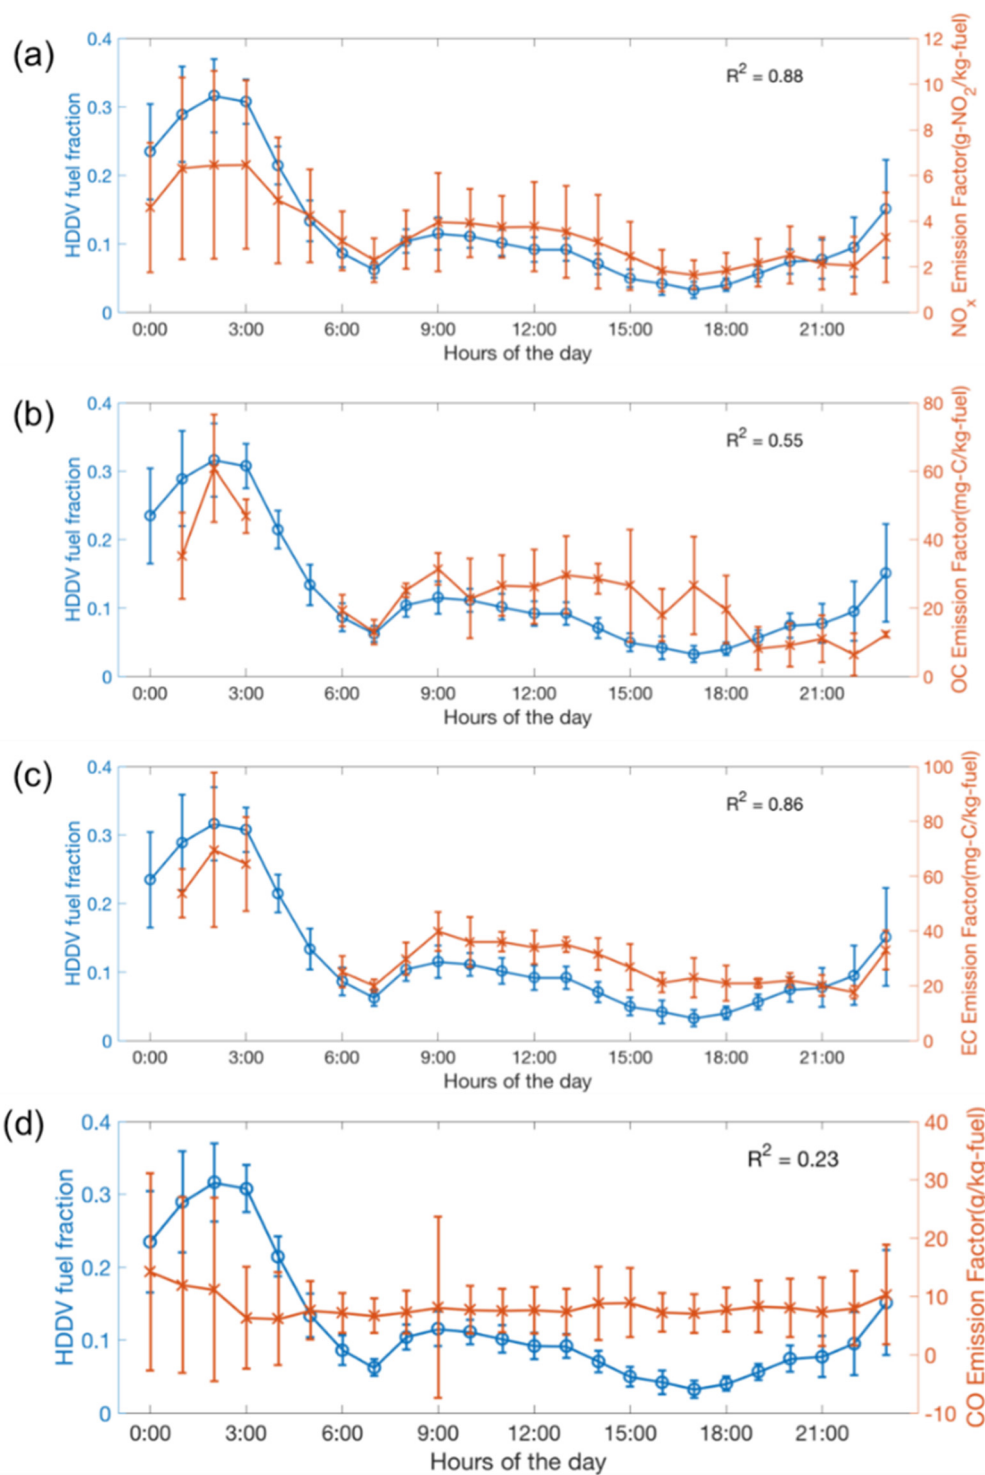 (a)
HDDV fuel fraction
0.4
0.3
0.2
0.1
0
R² = 0.88
12
10
8
6
4
2
0
NOₓ Emission Factor(g-NO₂/kg-fuel)
0:00 3:00 6:00 9:00 12:00 15:00 18:00 21:00
Hours of the day
(b)
HDDV fuel fraction
0.4
0.3
0.2
0.1
0
R² = 0.55
80
60
40
20
0
OC Emission Factor(mg-C/kg-fuel)
0:00 3:00 6:00 9:00 12:00 15:00 18:00 21:00
Hours of the day
(c)
HDDV fuel fraction
0.4
0.3
0.2
0.1
0
R² = 0.86
100
80
60
40
20
0
EC Emission Factor(mg-C/kg-fuel)
0:00 3:00 6:00 9:00 12:00 15:00 18:00 21:00
Hours of the day
(d)
HDDV fuel fraction
0.4
0.3
0.2
0.1
0
R² = 0.23
40
30
20
10
0
-10
CO Emission Factor(g/kg-fuel)
0:00 3:00 6:00 9:00 12:00 15:00 18:00 21:00
Hours of the day